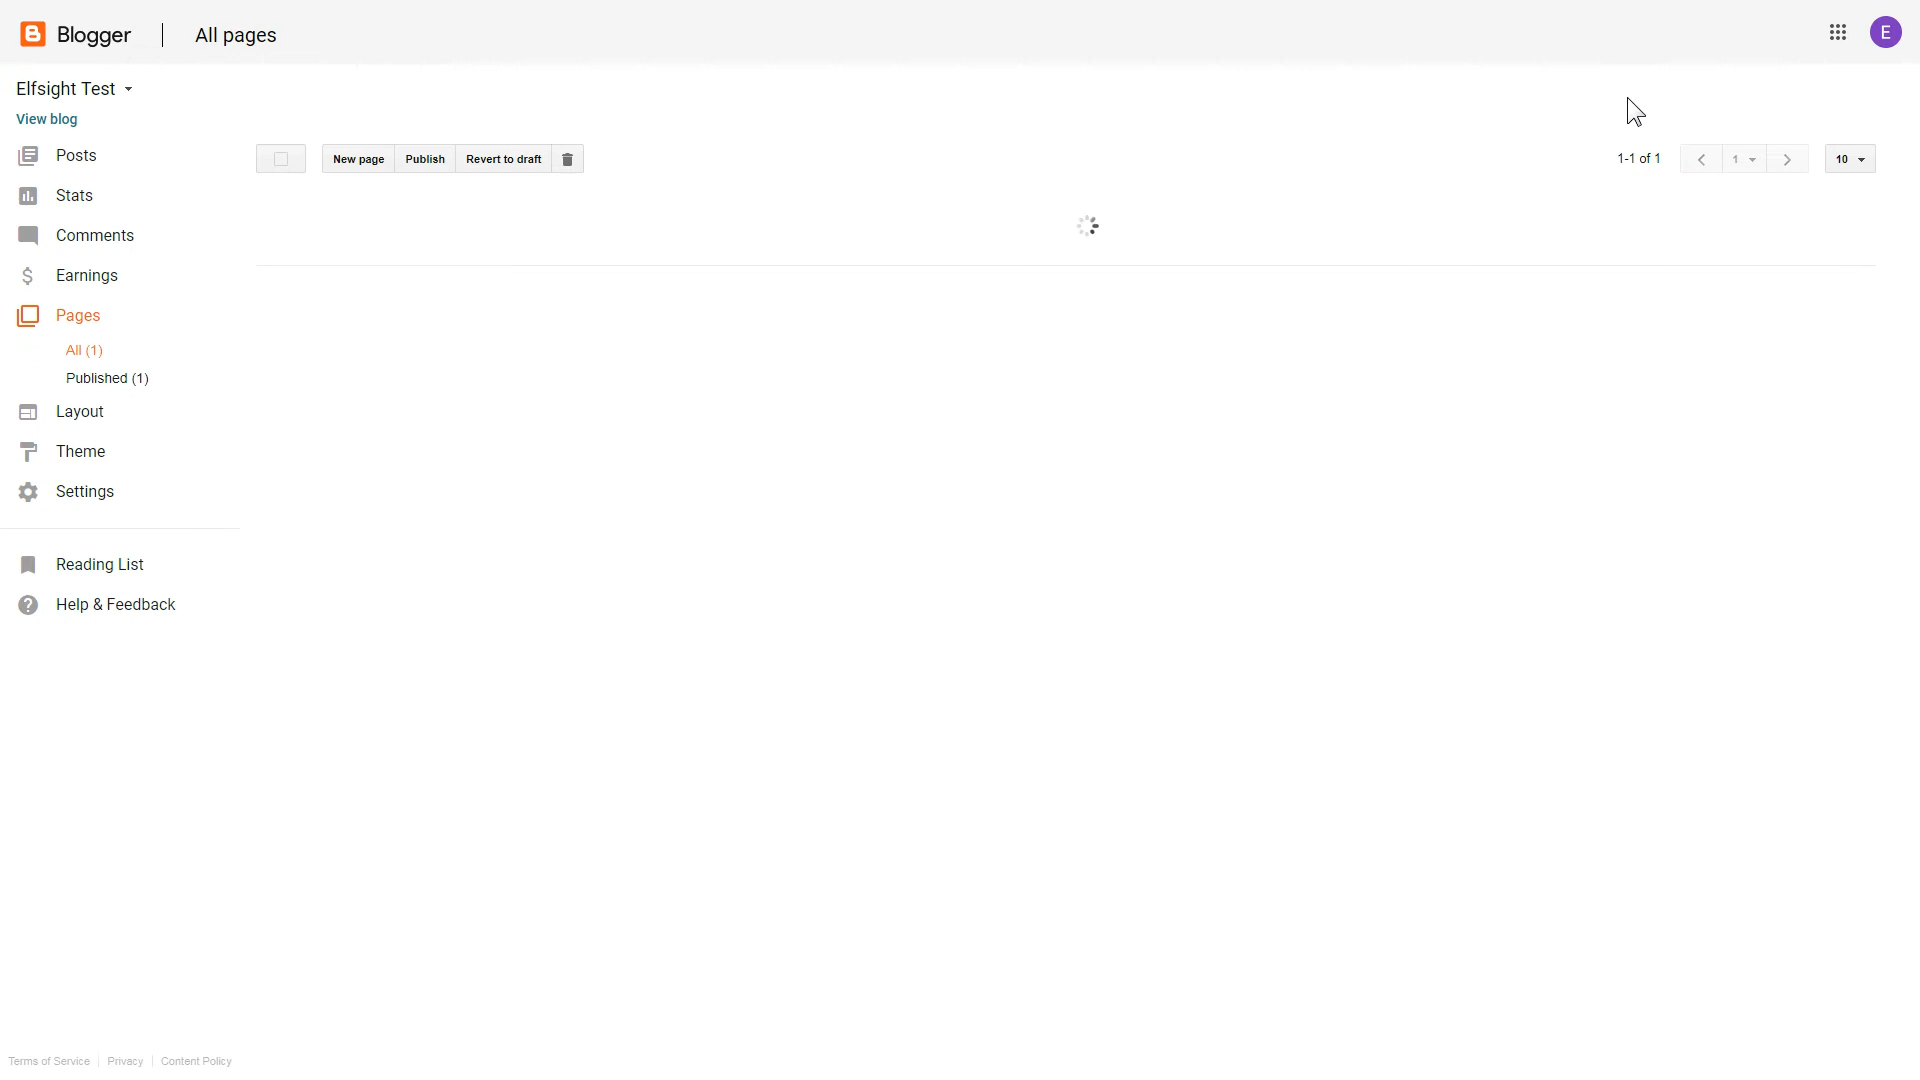 Blogger
All pages
E
Elfsight Test
View blog
Posts
Stats
Comments
Earnings
Pages
All (1)
Published (1)
Layout
Theme
Settings
Reading List
Help & Feedback
New page
Publish
Revert to draft
1-1 of 1
1
10
Terms of Service
Privacy
Content Policy